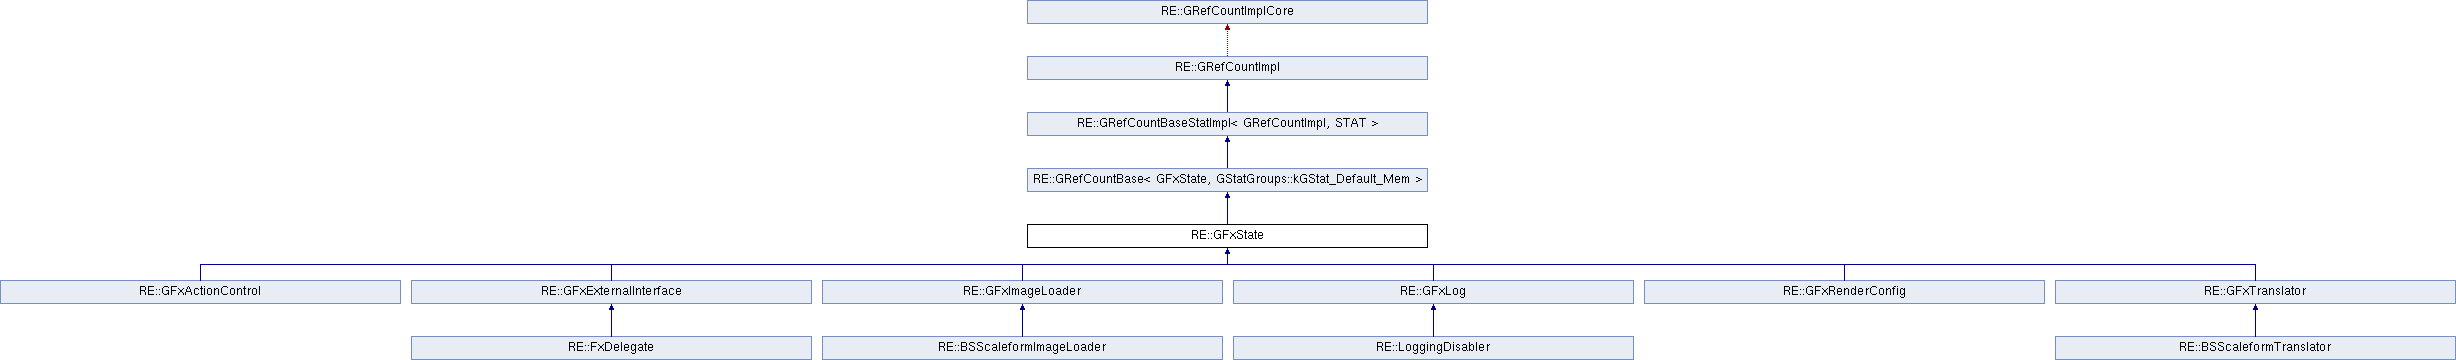 RE::GRefCountImplCore
RE::GRefCountImpl
RE::GRefCountBaseStatImpl< GRefCountImpl, STAT >
RE::GRefCountBase< GFxState, GStatGroups::kGStat_Default_Mem >
RE::GFxState
RE::GFxActionControl
RE::GFxExternalInterface
RE::GFxImageLoader
RE::GFxLog
RE::GFxRenderConfig
RE::GFxTranslator
RE::FxDelegate
RE::BSScaleformImageLoader
RE::LoggingDisabler
RE::BSScaleformTranslator